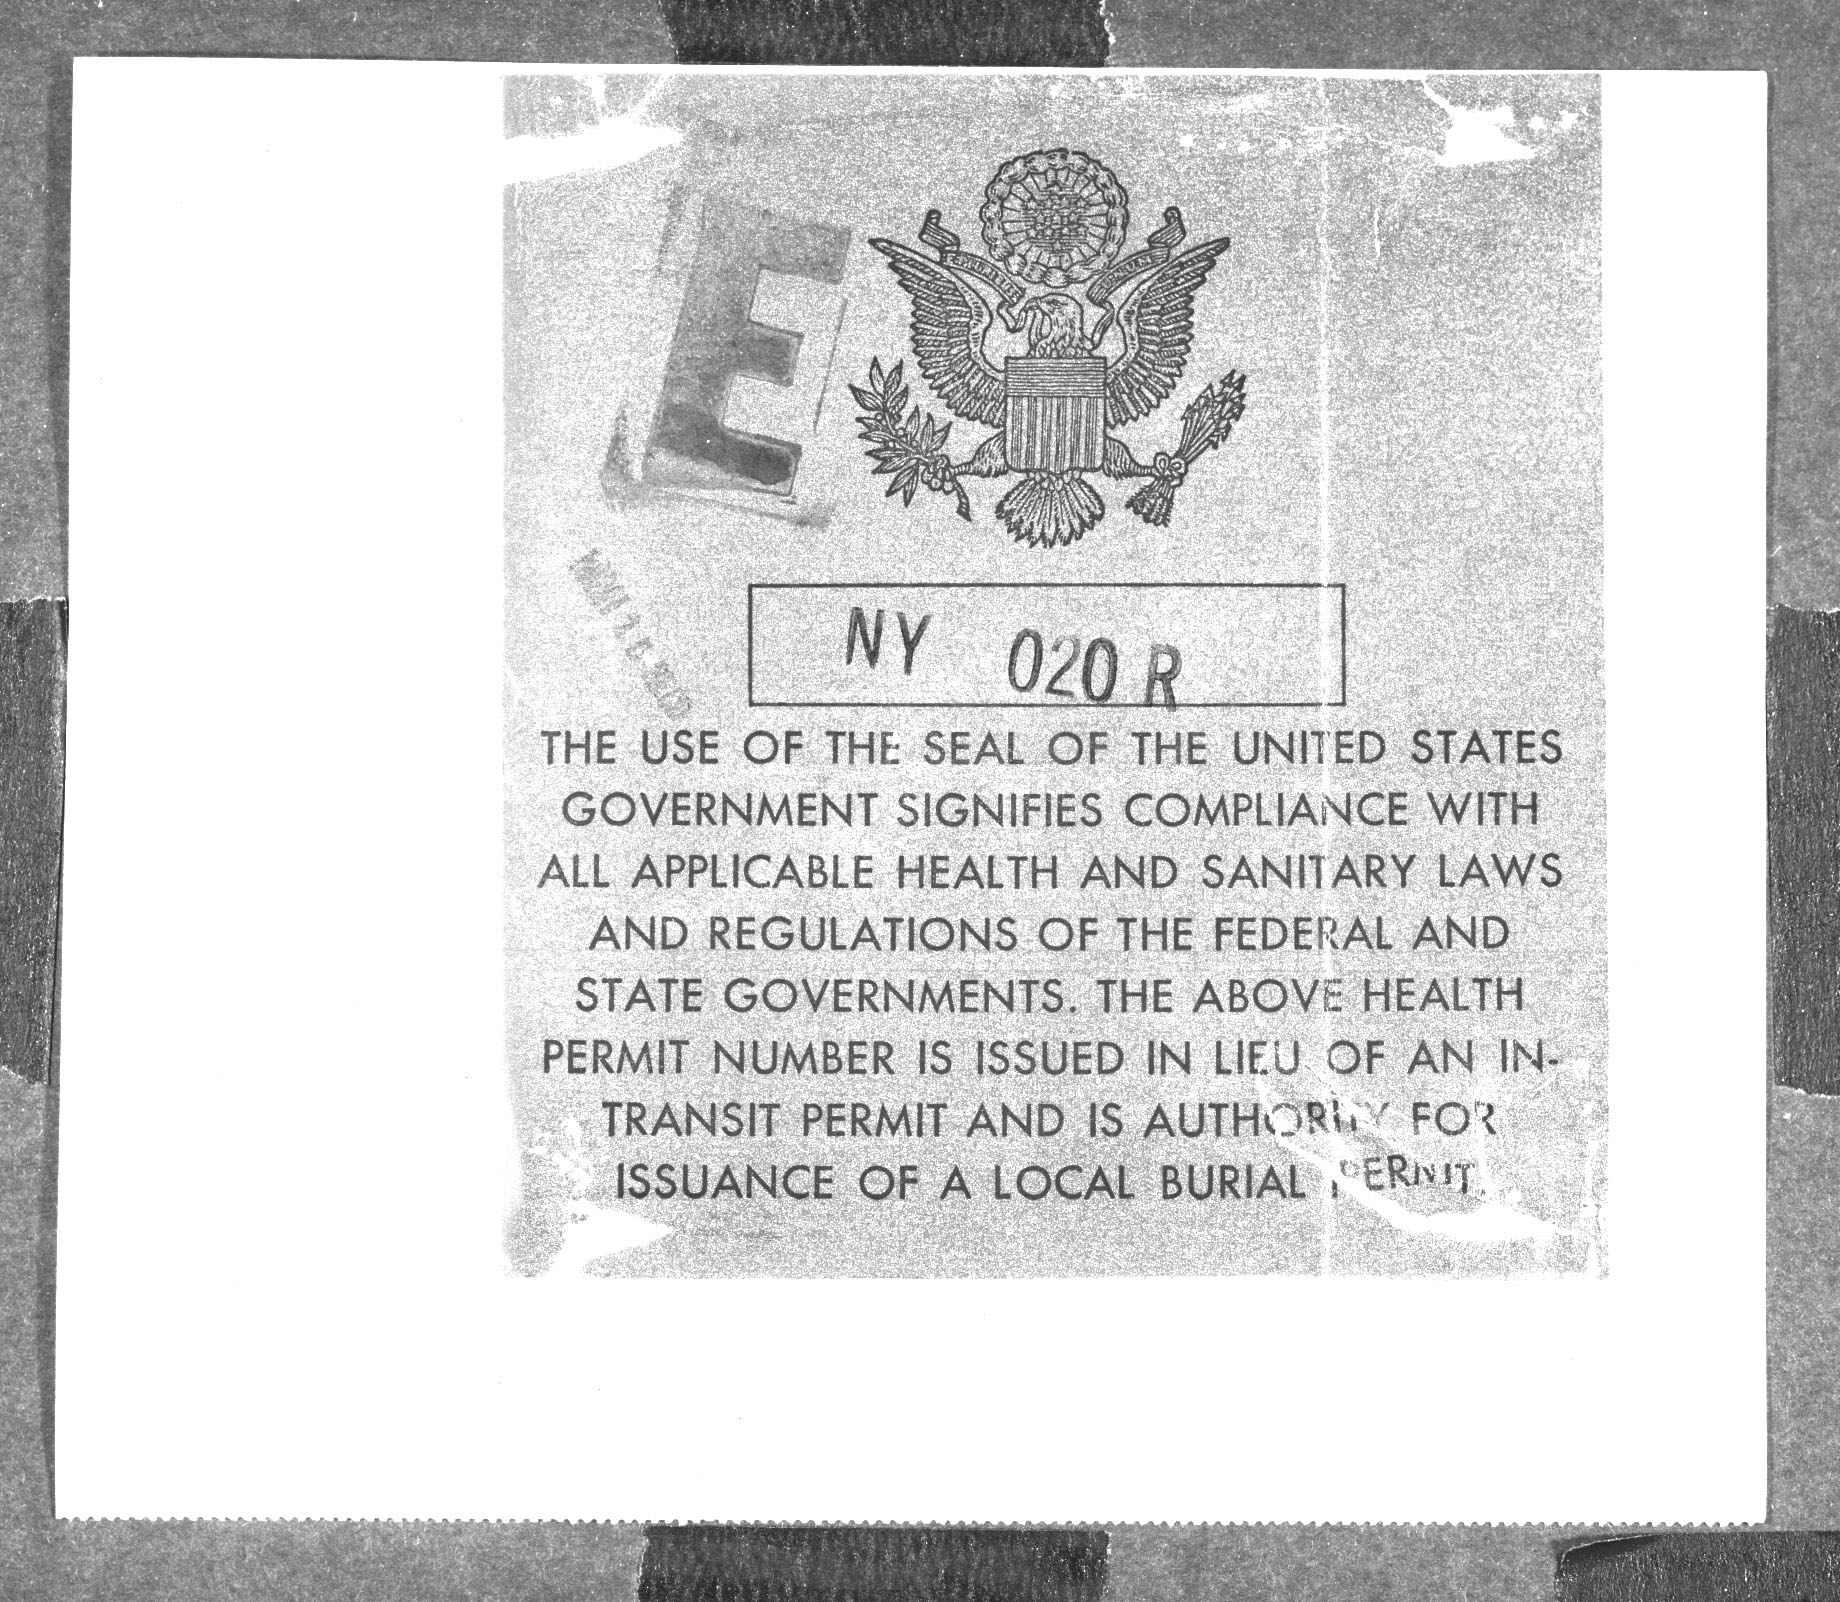 E
NY 020 R
THE USE OF THE SEAL OF THE UNITED STATES
GOVERNMENT SIGNIFIES COMPLIANCE WITH
ALL APPLICABLE HEALTH AND SANITARY LAWS
AND REGULATIONS OF THE FEDERAL AND
STATE GOVERNMENTS. THE ABOVE HEALTH
PERMIT NUMBER IS ISSUED IN LIEU OF AN IN-
TRANSIT PERMIT AND IS AUTHORITY FOR
ISSUANCE OF A LOCAL BURIAL PERMIT.